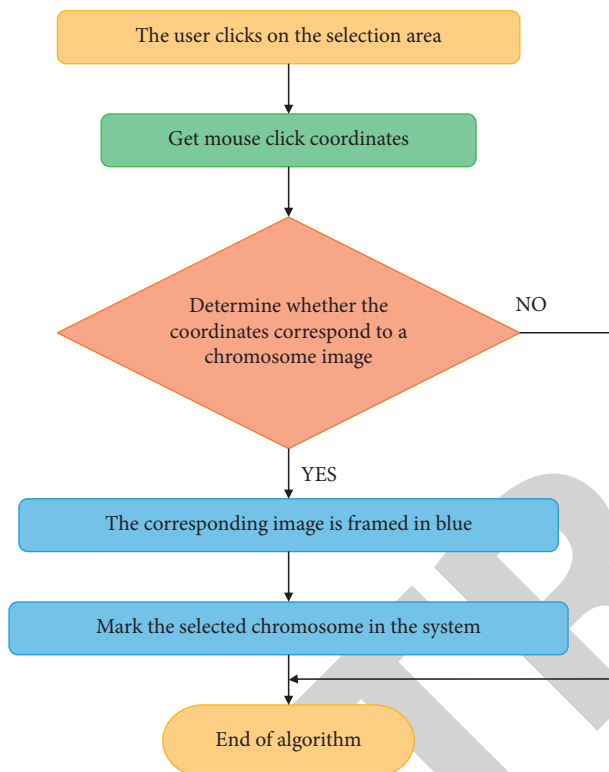 The user clicks on the selection area
Get mouse click coordinates
Determine whether the
coordinates correspond to a
chromosome image
NO
YES
The corresponding image is framed in blue
Mark the selected chromosome in the system
End of algorithm